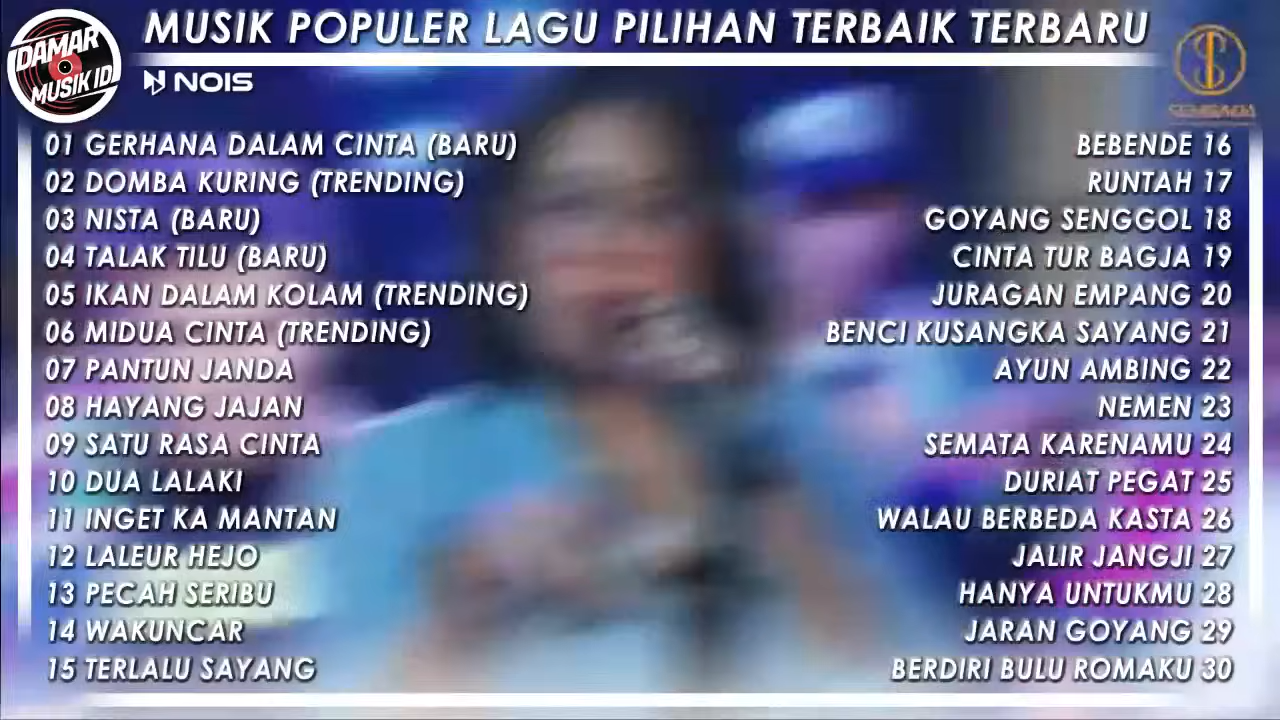 MUSIK POPULER LAGU PILIHAN TERBAIK TERBARU
DAMAR
MUSIK ID
NOIS
01 GERHANA DALAM CINTA (BARU)
02 DOMBA KURING (TRENDING)
03 NISTA (BARU)
04 TALAK TILU (BARU)
05 IKAN DALAM KOLAM (TRENDING)
06 MIDUA CINTA (TRENDING)
07 PANTUN JANDA
08 HAYANG JAJAN
09 SATU RASA CINTA
10 DUA LALAKI
11 INGET KA MANTAN
12 LALEUR HEJO
13 PECAH SERIBU
14 WAKUNCAR
15 TERLALU SAYANG
BEBENDE 16
RUNTAH 17
GOYANG SENGGOL 18
CINTA TUR BAGJA 19
JURAGAN EMPANG 20
BENCI KUSANGKA SAYANG 21
AYUN AMBING 22
NEMEN 23
SEMATA KARENAMU 24
DURIAT PEGAT 25
WALAU BERBEDA KASTA 26
JALIR JANGJI 27
HANYA UNTUKMU 28
JARAN GOYANG 29
BERDIRI BULU ROMAKU 30